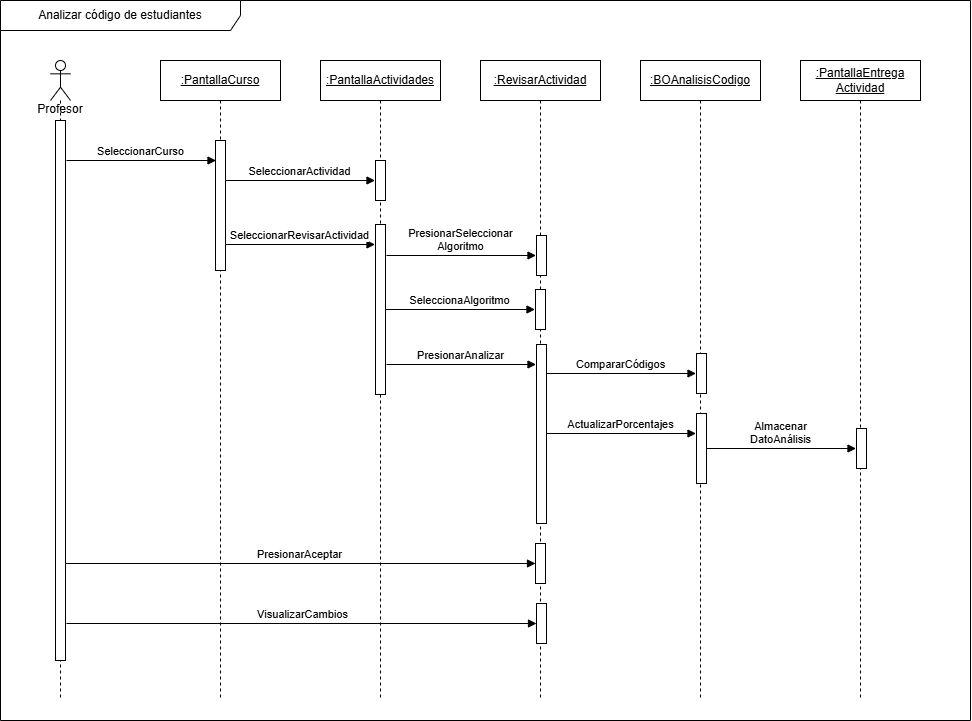 Analizar código de estudiantes
Profesor
:PantallaCurso
:PantallaActividades
:RevisarActividad
:BOAnalisisCodigo
:PantallaEntrega
Actividad
SeleccionarCurso
SeleccionarActividad
SeleccionarRevisarActividad
PresionarSeleccionar
Algoritmo
SeleccionaAlgoritmo
PresionarAnalizar
CompararCódigos
ActualizarPorcentajes
Almacenar
DatoAnálisis
PresionarAceptar
VisualizarCambios